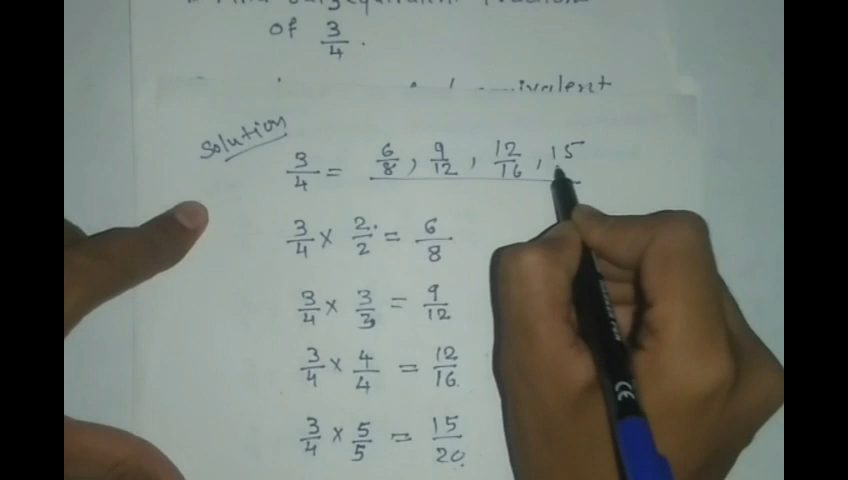 of 3/4.
equivalent
Solution
3/4 = 6/8, 9/12, 12/16, 15
3/4 × 2/2 = 6/8
3/4 × 3/3 = 9/12
3/4 × 4/4 = 12/16
3/4 × 5/5 = 15/20.